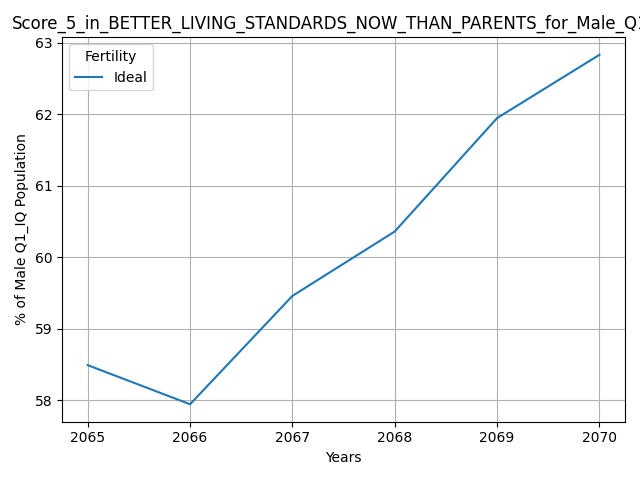 Score_5_in_BETTER_LIVING_STANDARDS_NOW_THAN_PARENTS_for_Male_Q1
Fertility
Ideal
63
62
61
60
59
58
% of Male Q1_IQ Population
2065 2066 2067 2068 2069 2070
Years